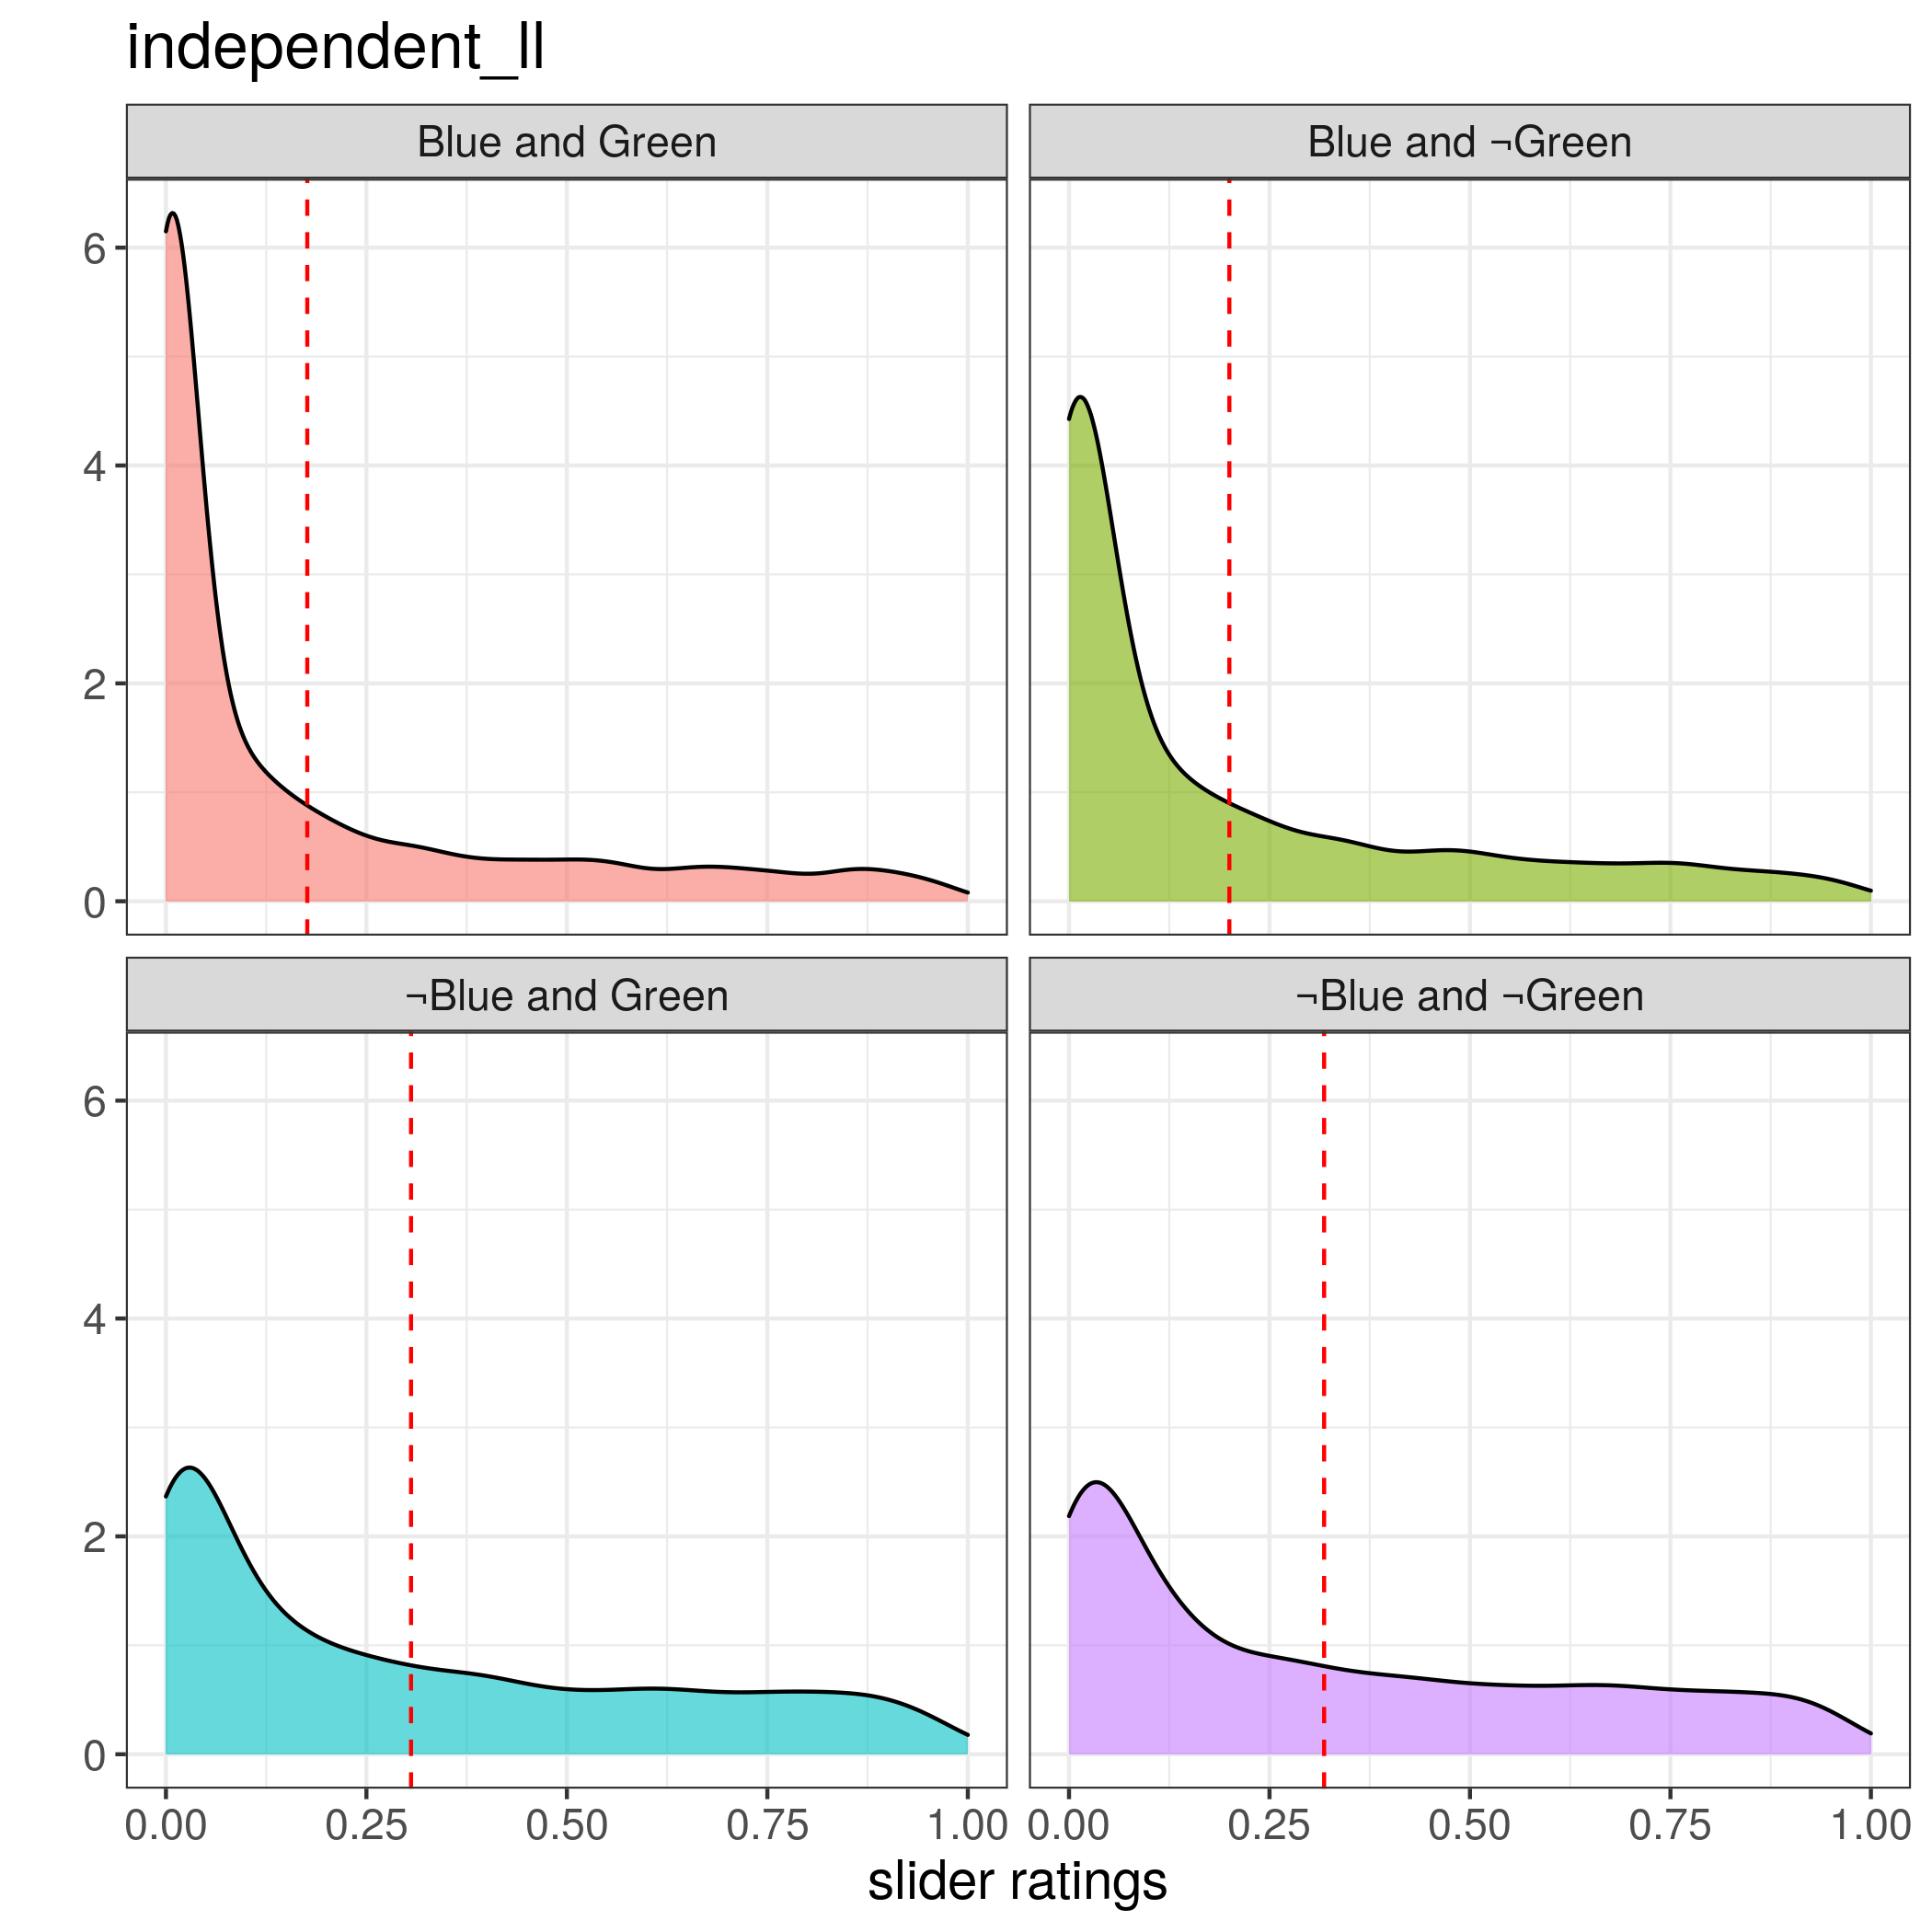 independent_ll
Blue and Green
Blue and ¬Green
6
4
2
0
¬Blue and Green
¬Blue and ¬Green
6
4
2
0
0.00 0.25 0.50 0.75 1.00 0.00 0.25 0.50 0.75 1.00
slider ratings